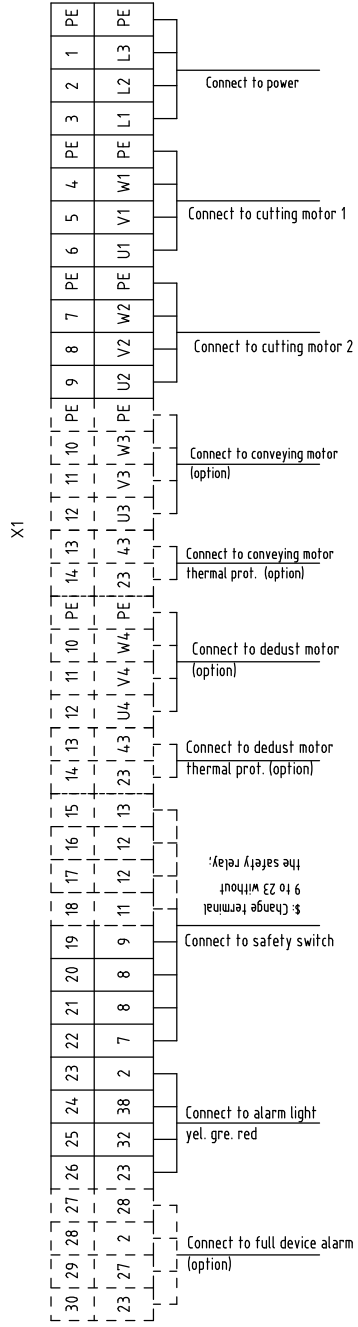 X1
PE PE
1 L3
2 L2
3 L1
Connect to power
PE PE
4 W1
5 V1
6 U1
Connect to cutting motor 1
PE PE
7 W2
8 V2
9 U2
Connect to cutting motor 2
PE PE
10 W3
11 V3
12 U3
Connect to conveying motor
(option)
13 43
14 23
Connect to conveying motor
thermal prot. (option)
PE PE
10 W4
11 V4
12 U4
Connect to dedust motor
(option)
13 43
14 23
Connect to dedust motor
thermal prot. (option)
15 13
16 12
17 12
18 11
19 9
20 8
21 8
22 7
$: Change terminal
9 to 23 without
the safety relay;
Connect to safety switch
23 2
24 38
25 32
26 23
Connect to alarm light
yel. gre. red
27 28
28 2
29 27
30 23
Connect to full device alarm
(option)